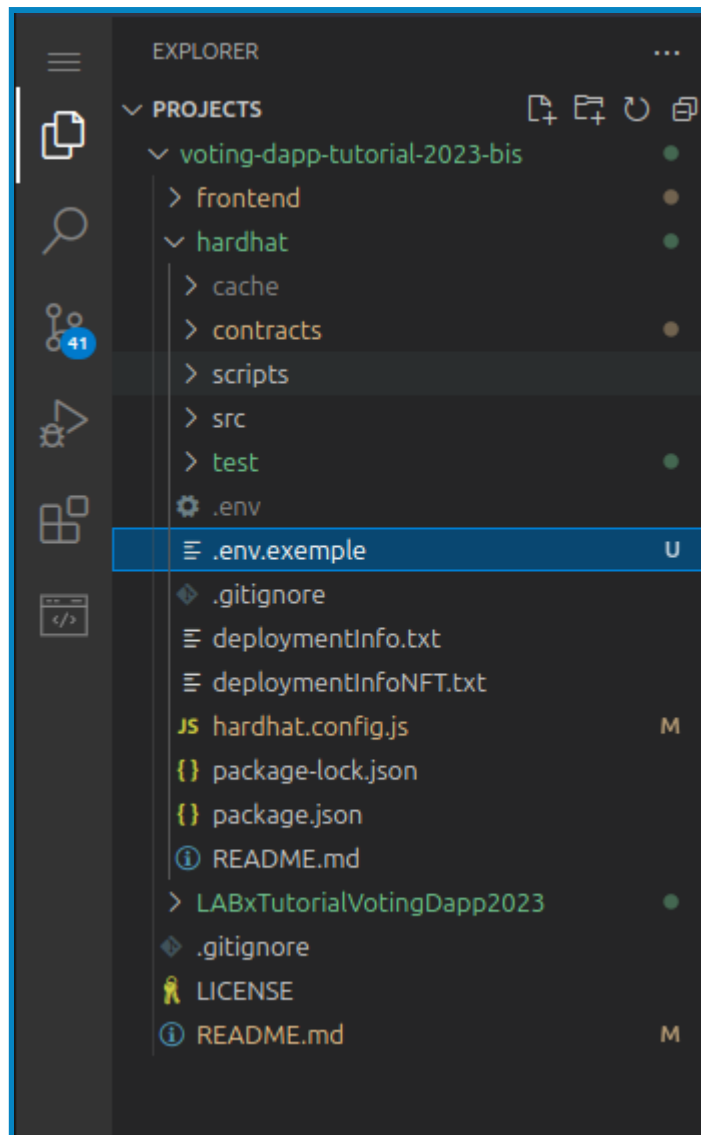 EXPLORER
PROJECTS
voting-dapp-tutorial-2023-bis
frontend
hardhat
cache
41
contracts
scripts
src
test
.env
.env.exemple U
.gitignore
deploymentInfo.txt
deploymentInfoNFT.txt
JS hardhat.config.js M
{} package-lock.json
{} package.json
README.md
LABxTutorialVotingDapp2023
.gitignore
LICENSE
README.md M